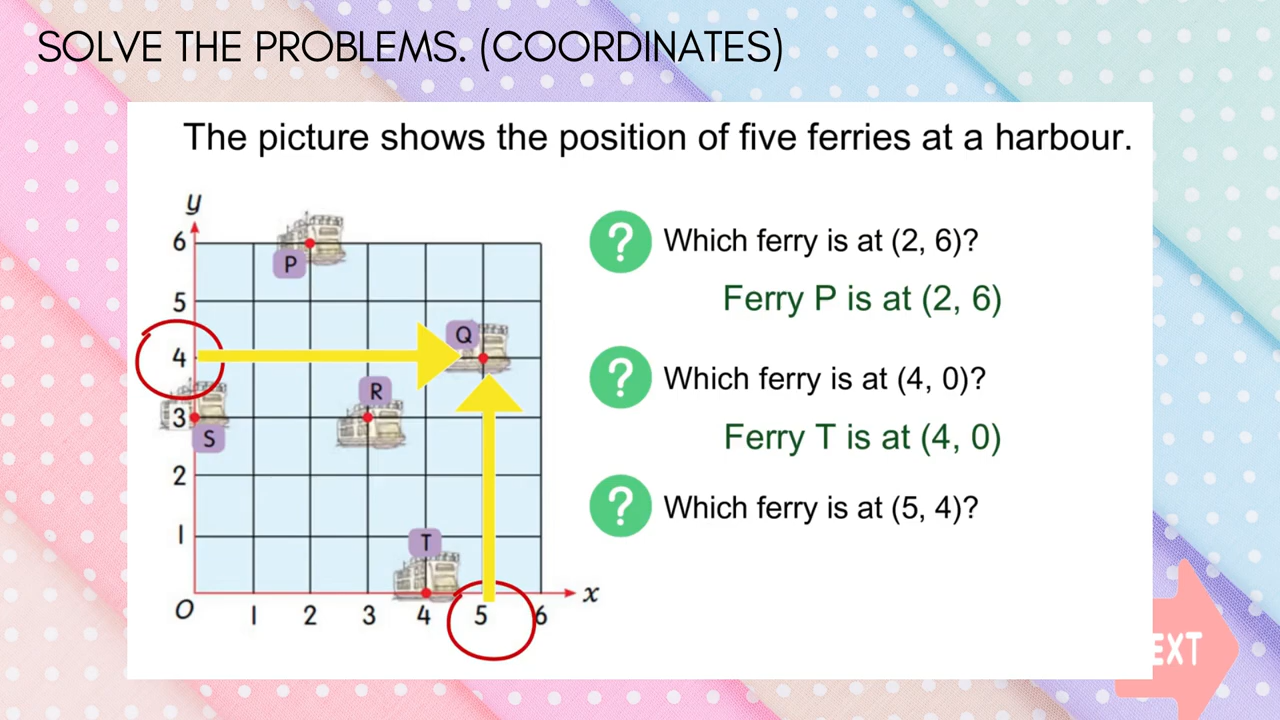 SOLVE THE PROBLEMS. (COORDINATES)
The picture shows the position of five ferries at a harbour.
y
6
P
5
4
Q
3
S
R
2
1
T
O
1 2 3 4 5 6
x
? Which ferry is at (2, 6)?
Ferry P is at (2, 6)
? Which ferry is at (4, 0)?
Ferry T is at (4, 0)
? Which ferry is at (5, 4)?
EXT